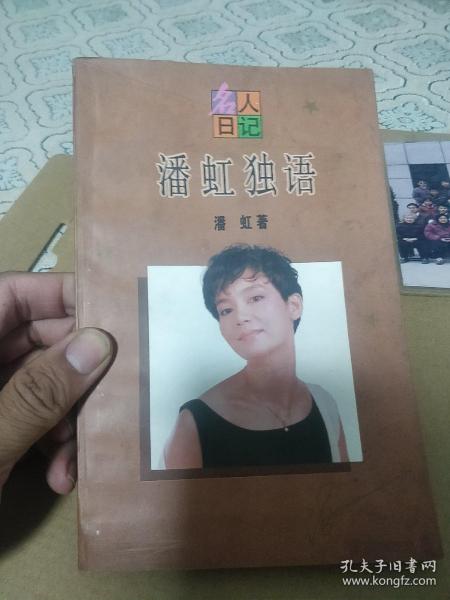 名人
日记
潘虹独语
潘虹著
孔夫子旧书网
www.kongfz.com